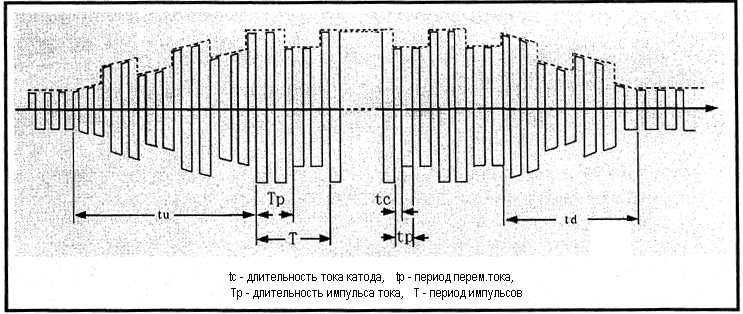 Tp
tc
tu
T
tp
td
tc - длительность тока катода, tp - период перем.тока,
Tp - длительность импульса тока, T - период импульсов